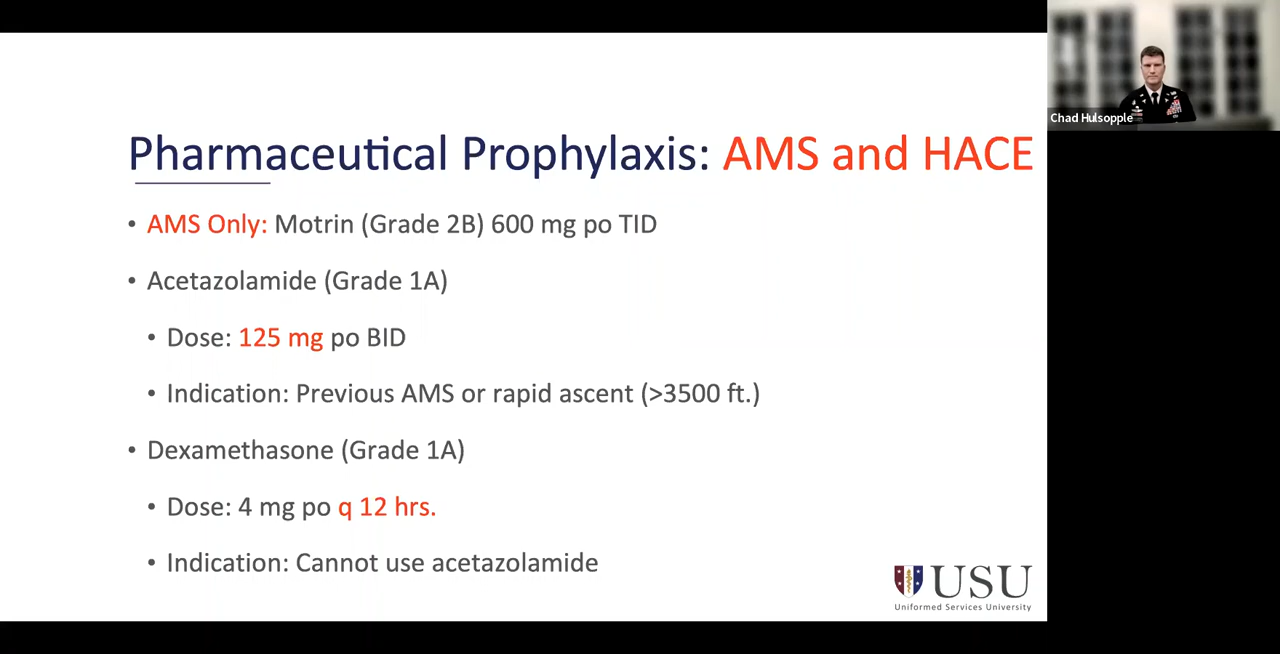 Pharmaceutical Prophylaxis: AMS and HACE
• AMS Only: Motrin (Grade 2B) 600 mg po TID
• Acetazolamide (Grade 1A)
• Dose: 125 mg po BID
• Indication: Previous AMS or rapid ascent (>3500 ft.)
• Dexamethasone (Grade 1A)
• Dose: 4 mg po q 12 hrs.
• Indication: Cannot use acetazolamide
USU
Uniformed Services University
Chad Hulsopple